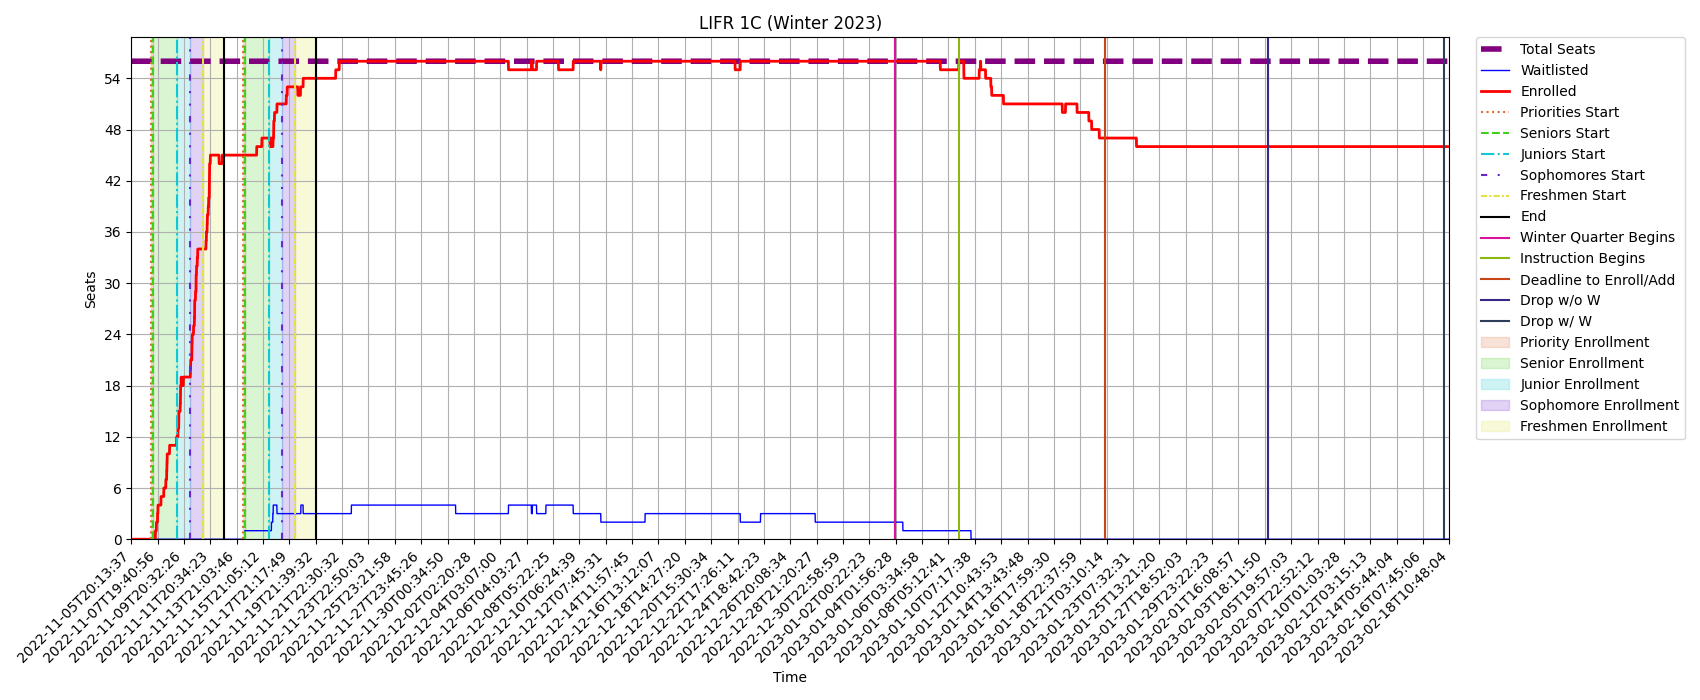 LIFR 1C (Winter 2023)
Seats
54
48
42
36
30
24
18
12
6
0
2022-11-05T20:13:37
2022-11-07T19:40:56
2022-11-09T20:32:26
2022-11-11T20:34:23
2022-11-13T21:03:46
2022-11-15T21:05:12
2022-11-17T21:17:49
2022-11-19T21:39:32
2022-11-21T22:30:32
2022-11-23T22:50:03
2022-11-25T23:21:58
2022-11-27T23:45:26
2022-11-30T00:34:50
2022-12-02T02:20:28
2022-12-04T03:07:00
2022-12-06T04:03:27
2022-12-08T05:22:25
2022-12-10T06:24:39
2022-12-12T07:45:31
2022-12-14T11:57:45
2022-12-16T13:12:07
2022-12-18T14:27:20
2022-12-20T15:30:34
2022-12-22T17:26:11
2022-12-24T18:42:23
2022-12-26T20:08:34
2022-12-28T21:20:27
2022-12-30T22:58:59
2023-01-02T00:22:23
2023-01-04T01:56:28
2023-01-06T03:34:58
2023-01-08T05:12:41
2023-01-10T07:17:38
2023-01-12T10:43:53
2023-01-14T13:43:48
2023-01-16T17:59:30
2023-01-18T22:37:59
2023-01-21T03:10:14
2023-01-23T07:32:31
2023-01-25T13:21:20
2023-01-27T18:52:03
2023-01-29T23:22:23
2023-02-01T16:08:57
2023-02-03T18:11:50
2023-02-05T19:57:03
2023-02-07T22:52:12
2023-02-10T01:03:28
2023-02-12T03:15:13
2023-02-14T05:44:04
2023-02-16T07:45:06
2023-02-18T10:48:04
Time
Total Seats
Waitlisted
Enrolled
Priorities Start
Seniors Start
Juniors Start
Sophomores Start
Freshmen Start
End
Winter Quarter Begins
Instruction Begins
Deadline to Enroll/Add
Drop w/o W
Drop w/ W
Priority Enrollment
Senior Enrollment
Junior Enrollment
Sophomore Enrollment
Freshmen Enrollment